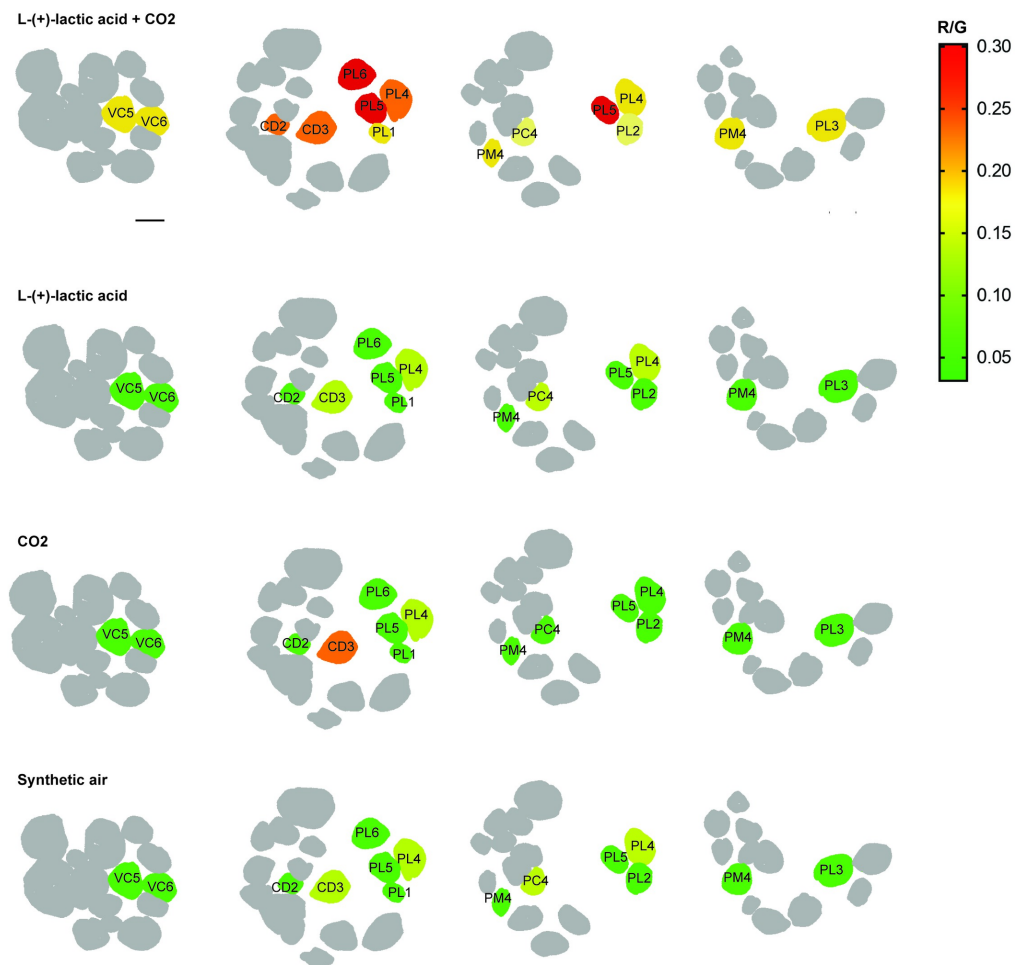 L-(+)-lactic acid + CO2
R/G
0.30
0.25
0.20
0.15
0.10
0.05
VC5
VC6
PL6
PL4
PL5
CD2
CD3
PL1
PL4
PL5
PC4
PL2
PM4
PM4
PL3
L-(+)-lactic acid
VC5
VC6
PL6
PL4
PL5
CD2
CD3
PL1
PL4
PL5
PC4
PL2
PM4
PM4
PL3
CO2
VC5
VC6
PL6
PL4
PL5
CD2
CD3
PL1
PL4
PL5
PC4
PL2
PM4
PM4
PL3
Synthetic air
VC5
VC6
PL6
PL4
PL5
CD2
CD3
PL1
PL4
PL5
PC4
PL2
PM4
PM4
PL3